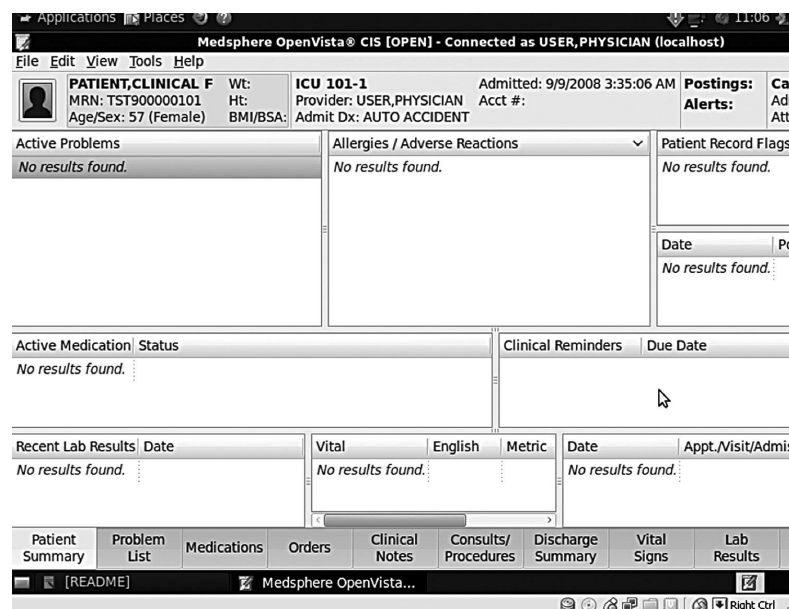 Applications Places 11:06
Medsphere OpenVista® CIS [OPEN] - Connected as USER,PHYSICIAN (localhost)
File Edit View Tools Help
PATIENT,CLINICAL F Wt:
MRN: TST900000101 Ht:
Age/Sex: 57 (Female) BMI/BSA:
ICU 101-1 Admitted: 9/9/2008 3:35:06 AM
Provider: USER,PHYSICIAN Acct #:
Admit Dx: AUTO ACCIDENT
Postings:
Alerts:
Ca
Ad
Att
Active Problems
No results found.
Allergies / Adverse Reactions
No results found.
Patient Record Flags
No results found.
Date Po
No results found.
Active Medication Status
No results found.
Clinical Reminders Due Date
Recent Lab Results Date
No results found.
Vital English Metric
No results found.
Date Appt./Visit/Admis
No results found.
Patient Summary
Problem List
Medications
Orders
Clinical Notes
Consults/ Procedures
Discharge Summary
Vital Signs
Lab Results
[README] Medsphere OpenVista...
Right Ctrl